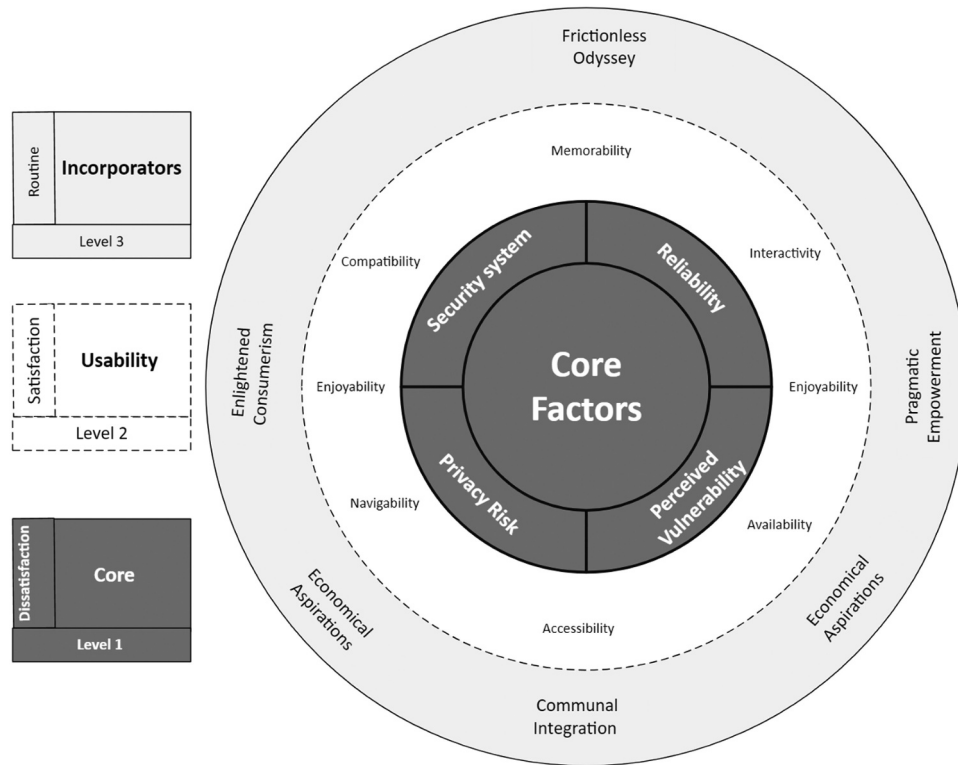 Routine
Incorporators
Level 3
Satisfaction
Usability
Level 2
Dissatisfaction
Core
Level 1
Frictionless
Odyssey
Memorability
Compatibility
Interactivity
Security system
Reliability
Enlightened
Consumerism
Enjoyability
Core
Factors
Enjoyability
Pragmatic
Empowerment
Privacy Risk
Perceived
Vulnerability
Navigability
Availability
Economical
Aspirations
Economical
Aspirations
Accessibility
Communal
Integration